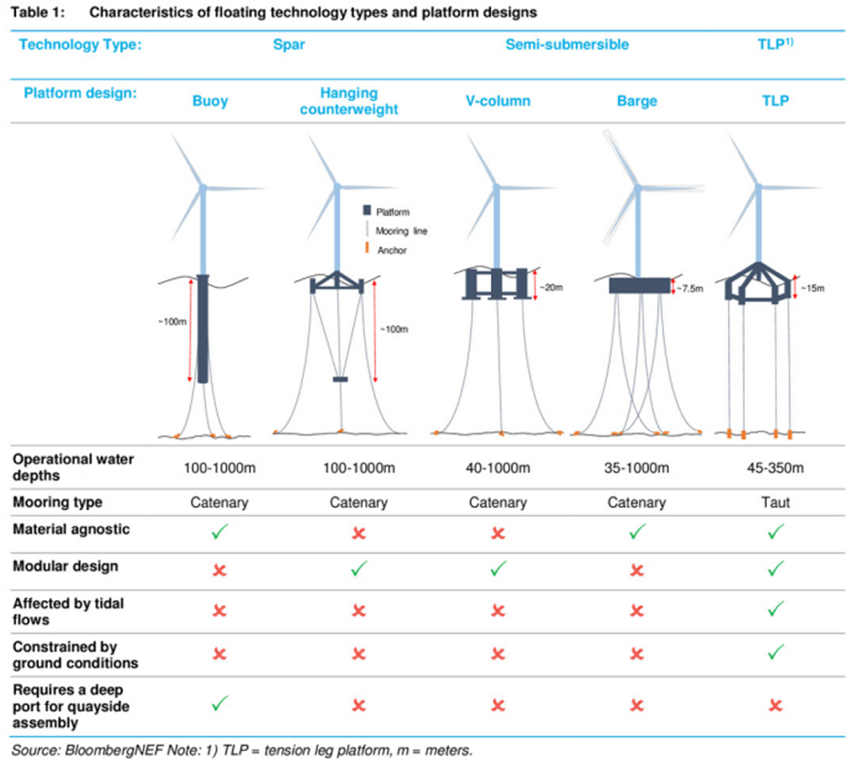 Table 1: Characteristics of floating technology types and platform designs
Technology Type: Spar Semi-submersible TLP1)
Platform design: Buoy Hanging counterweight V-column Barge TLP
Platform
Mooring line
Anchor
~100m
~100m
~20m
~7.5m
~15m
Operational water depths 100-1000m 100-1000m 40-1000m 35-1000m 45-350m
Mooring type Catenary Catenary Catenary Catenary Taut
Material agnostic ✓ ✗ ✗ ✓ ✓
Modular design ✗ ✓ ✓ ✗ ✓
Affected by tidal flows ✗ ✗ ✗ ✗ ✓
Constrained by ground conditions ✗ ✗ ✗ ✗ ✓
Requires a deep port for quayside assembly ✓ ✗ ✗ ✗ ✗
Source: BloombergNEF Note: 1) TLP = tension leg platform, m = meters.